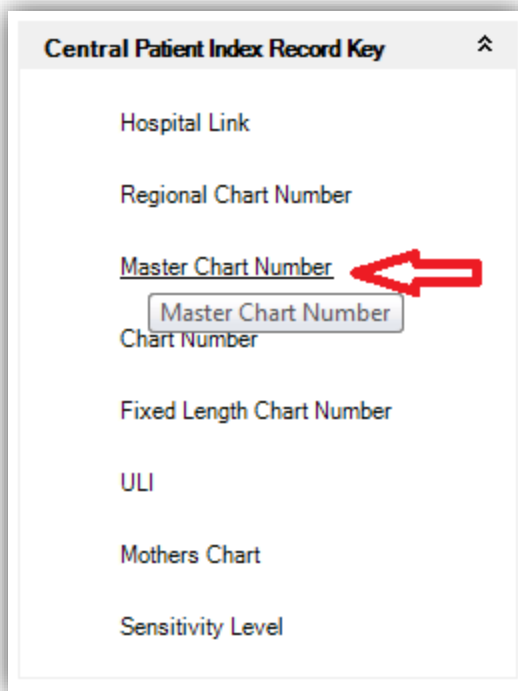 Central Patient Index Record Key
Hospital Link
Regional Chart Number
Master Chart Number
Master Chart Number
Chart Number
Fixed Length Chart Number
ULI
Mothers Chart
Sensitivity Level